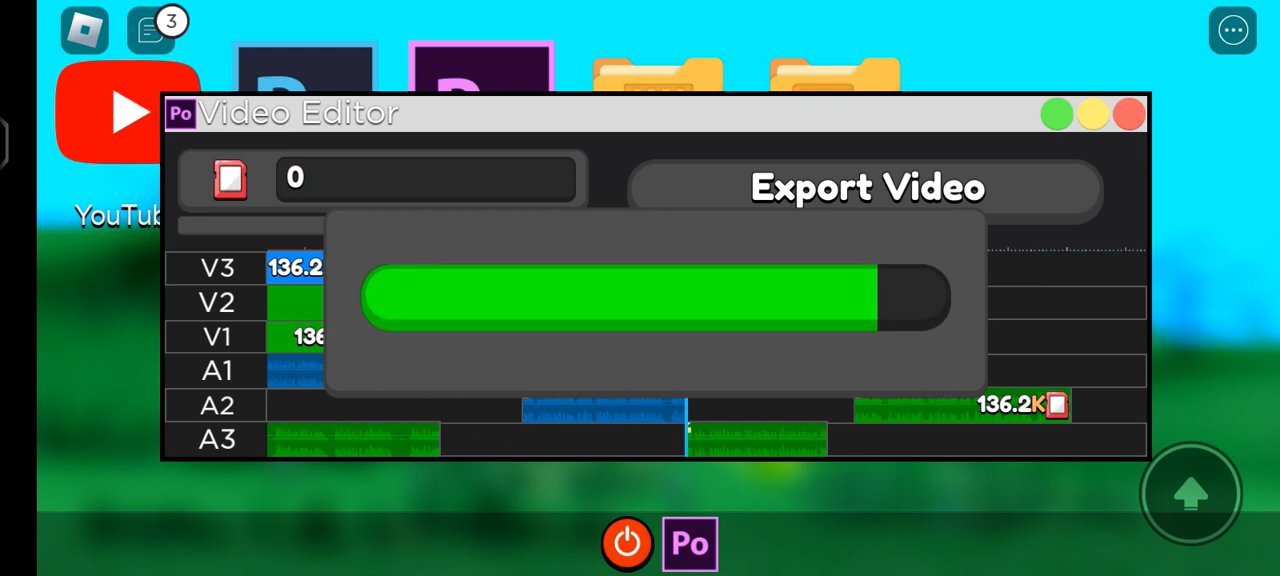 3
YouTub
Po Video Editor
0
Export Video
V3
136.2
V2
V1
136
A1
A2
136.2K
A3
Po